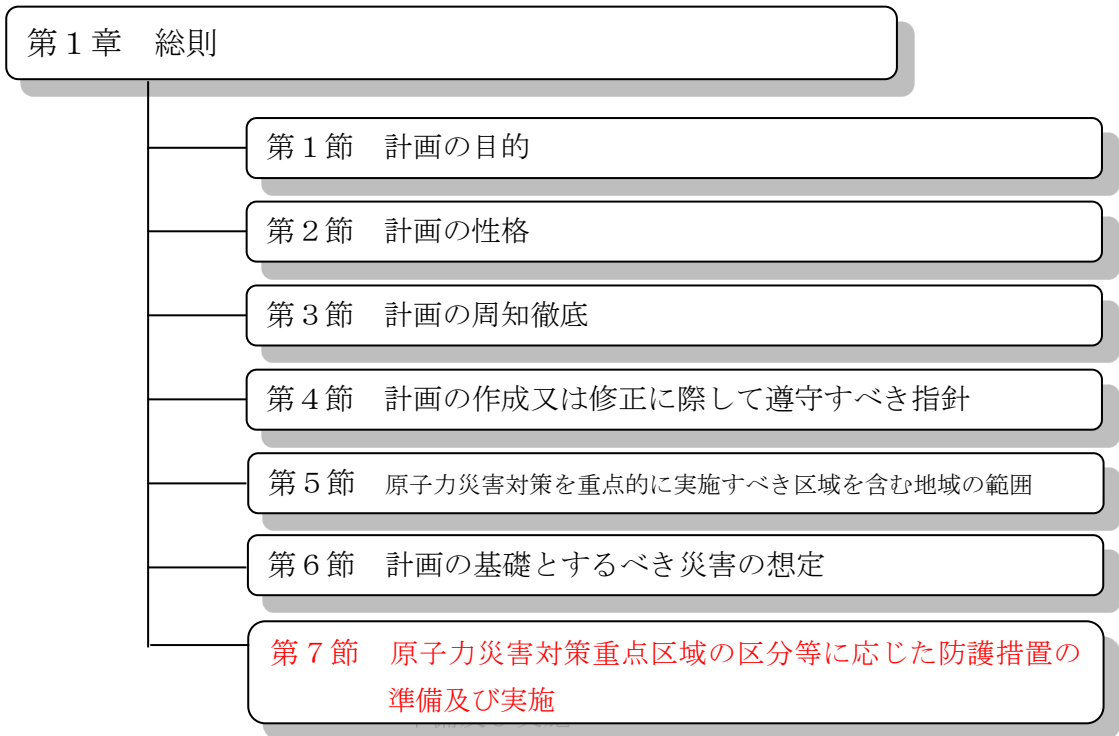 第１章　総則
第１節　計画の目的
第２節　計画の性格
第３節　計画の周知徹底
第４節　計画の作成又は修正に際して遵守すべき指針
第５節　原子力災害対策を重点的に実施すべき区域を含む地域の範囲
第６節　計画の基礎とするべき災害の想定
第７節　原子力災害対策重点区域の区分等に応じた防護措置の
準備及び実施